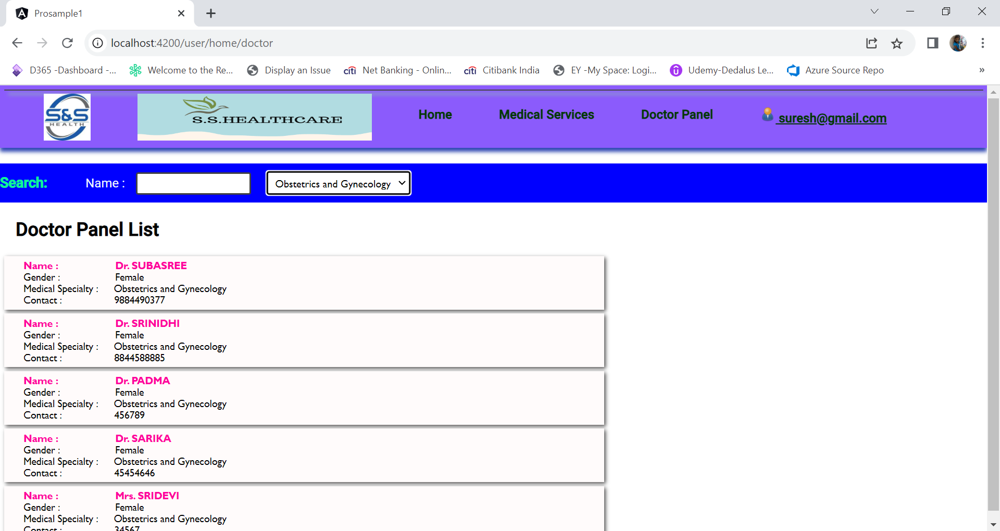 Prosample1
localhost:4200/user/home/doctor
D365 -Dashboard -... Welcome to the Re... Display an Issue citi Net Banking - Onlin... citi Citibank India EY -My Space: Logi... Udemy-Dedalus Le... Azure Source Repo »
S&S HEALTH
S.S.HEALTHCARE
Home Medical Services Doctor Panel suresh@gmail.com
Search: Name : Obstetrics and Gynecology
Doctor Panel List
Name : Dr. SUBASREE
Gender : Female
Medical Specialty : Obstetrics and Gynecology
Contact : 9884490377
Name : Dr. SRINIDHI
Gender : Female
Medical Specialty : Obstetrics and Gynecology
Contact : 8844588885
Name : Dr. PADMA
Gender : Female
Medical Specialty : Obstetrics and Gynecology
Contact : 456789
Name : Dr. SARIKA
Gender : Female
Medical Specialty : Obstetrics and Gynecology
Contact : 45454646
Name : Mrs. SRIDEVI
Gender : Female
Medical Specialty : Obstetrics and Gynecology
Contact : 34567